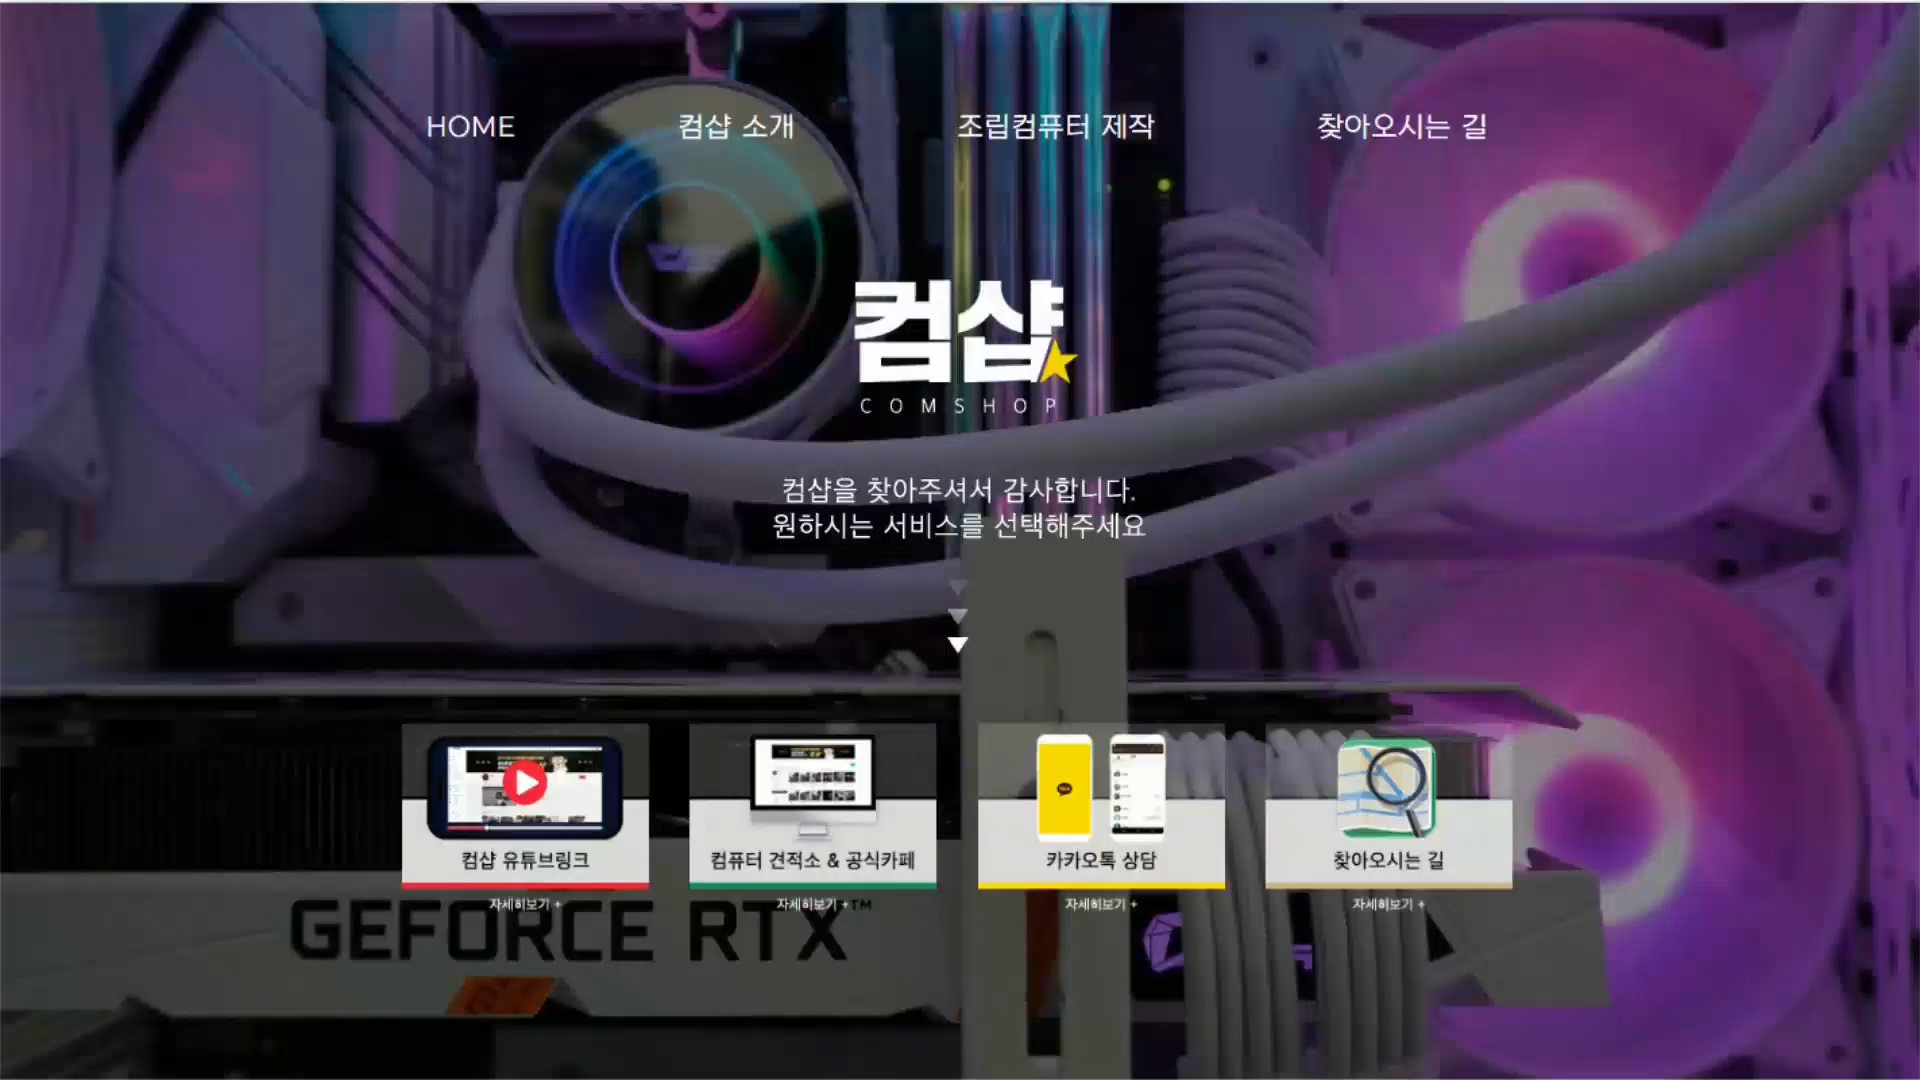 HOME
컴샵 소개
조립컴퓨터 제작
찾아오시는 길
컴샵
COMSHOP
컴샵을 찾아주셔서 감사합니다.
원하시는 서비스를 선택해주세요
컴샵 유튜브링크
컴퓨터 견적소 & 공식카페
카카오톡 상담
찾아오시는 길
자세히보기 +
자세히보기 +
자세히보기 +
자세히보기 +
GEFORCE RTX™